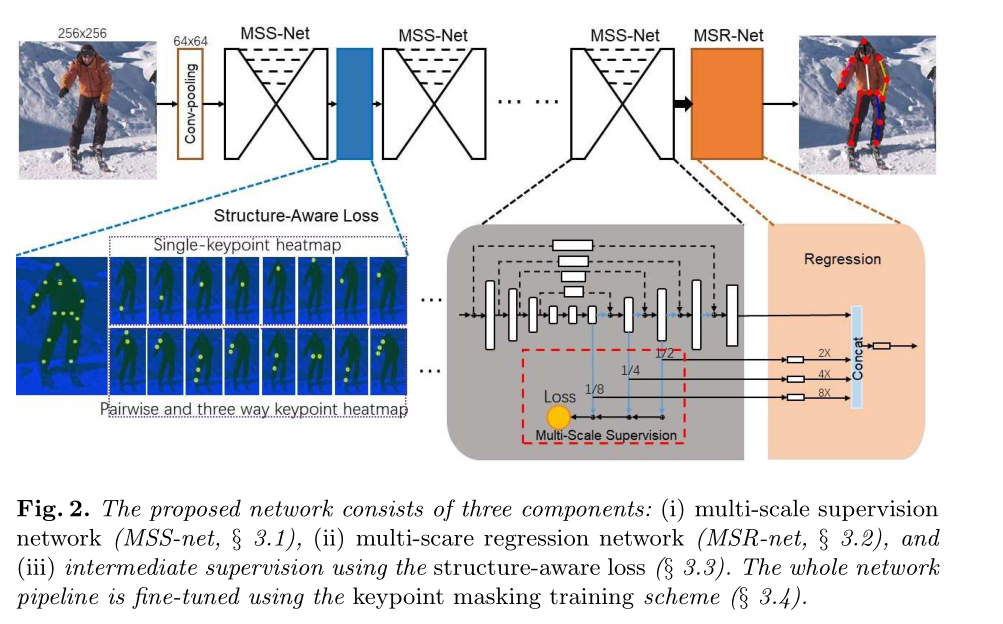 256x256
64x64
Conv-pooling
MSS-Net
MSS-Net
... ...
MSS-Net
MSR-Net
Structure-Aware Loss
Single-keypoint heatmap
...
...
Pairwise and three way keypoint heatmap
1/2
1/4
1/8
Loss
Multi-Scale Supervision
Regression
2X
4X
8X
Concat
Fig. 2. The proposed network consists of three components: (i) multi-scale supervision
network (MSS-net, § 3.1), (ii) multi-scare regression network (MSR-net, § 3.2), and
(iii) intermediate supervision using the structure-aware loss (§ 3.3). The whole network
pipeline is fine-tuned using the keypoint masking training scheme (§ 3.4).